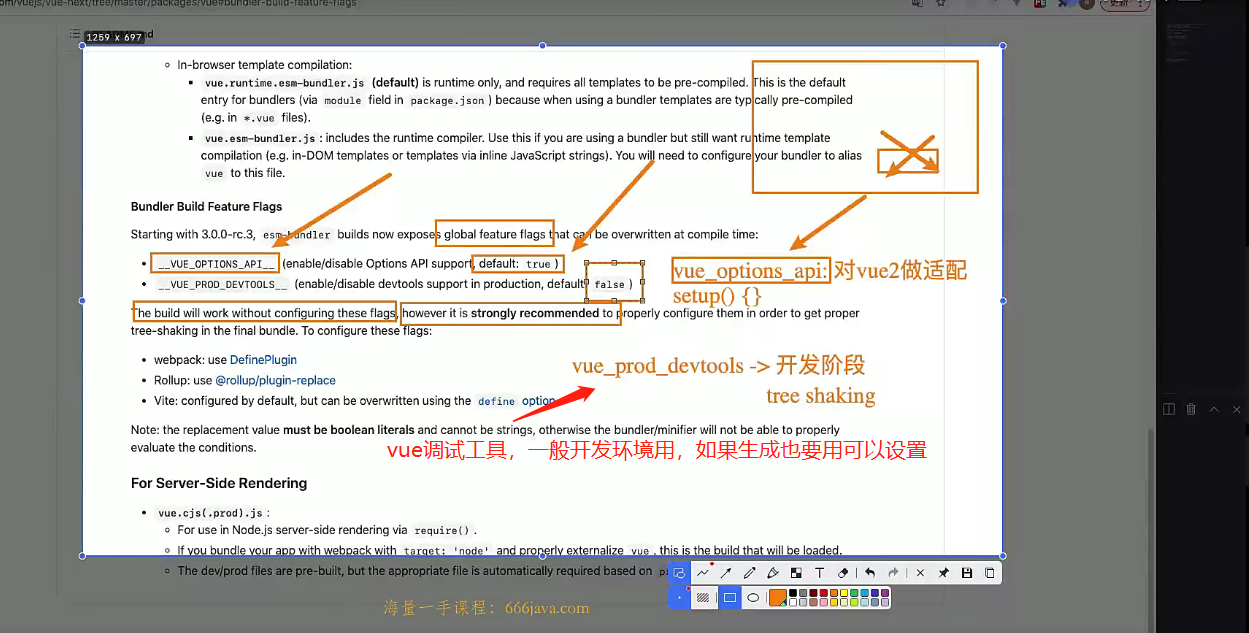 om/vuejs/vue-next/tree/master/packages/vue#bundler-build-feature-flags
1259 x 697
In-browser template compilation:
vue.runtime.esm-bundler.js (default) is runtime only, and requires all templates to be pre-compiled. This is the default
entry for bundlers (via module field in package.json) because when using a bundler templates are typically pre-compiled
(e.g. in *.vue files).
vue.esm-bundler.js: includes the runtime compiler. Use this if you are using a bundler but still want runtime template
compilation (e.g. in-DOM templates or templates via inline JavaScript strings). You will need to configure your bundler to alias
vue to this file.
Bundler Build Feature Flags
Starting with 3.0.0-rc.3, esm-bundler builds now exposes global feature flags that can be overwritten at compile time:
__VUE_OPTIONS_API__ (enable/disable Options API support, default: true)
__VUE_PROD_DEVTOOLS__ (enable/disable devtools support in production, default false)
vue_options_api: 对vue2做适配
setup() {}
The build will work without configuring these flags, however it is strongly recommended to properly configure them in order to get proper
tree-shaking in the final bundle. To configure these flags:
webpack: use DefinePlugin
vue_prod_devtools -> 开发阶段
Rollup: use @rollup/plugin-replace
tree shaking
Vite: configured by default, but can be overwritten using the define option
Note: the replacement value must be boolean literals and cannot be strings, otherwise the bundler/minifier will not be able to properly
evaluate the conditions.
vue调试工具，一般开发环境用，如果生成也要用可以设置
For Server-Side Rendering
vue.cjs(.prod).js:
For use in Node.js server-side rendering via require().
If you bundle your app with webpack with target: 'node' and properly externalize vue, this is the build that will be loaded.
The dev/prod files are pre-built, but the appropriate file is automatically required based on
海量一手课程：666java.com